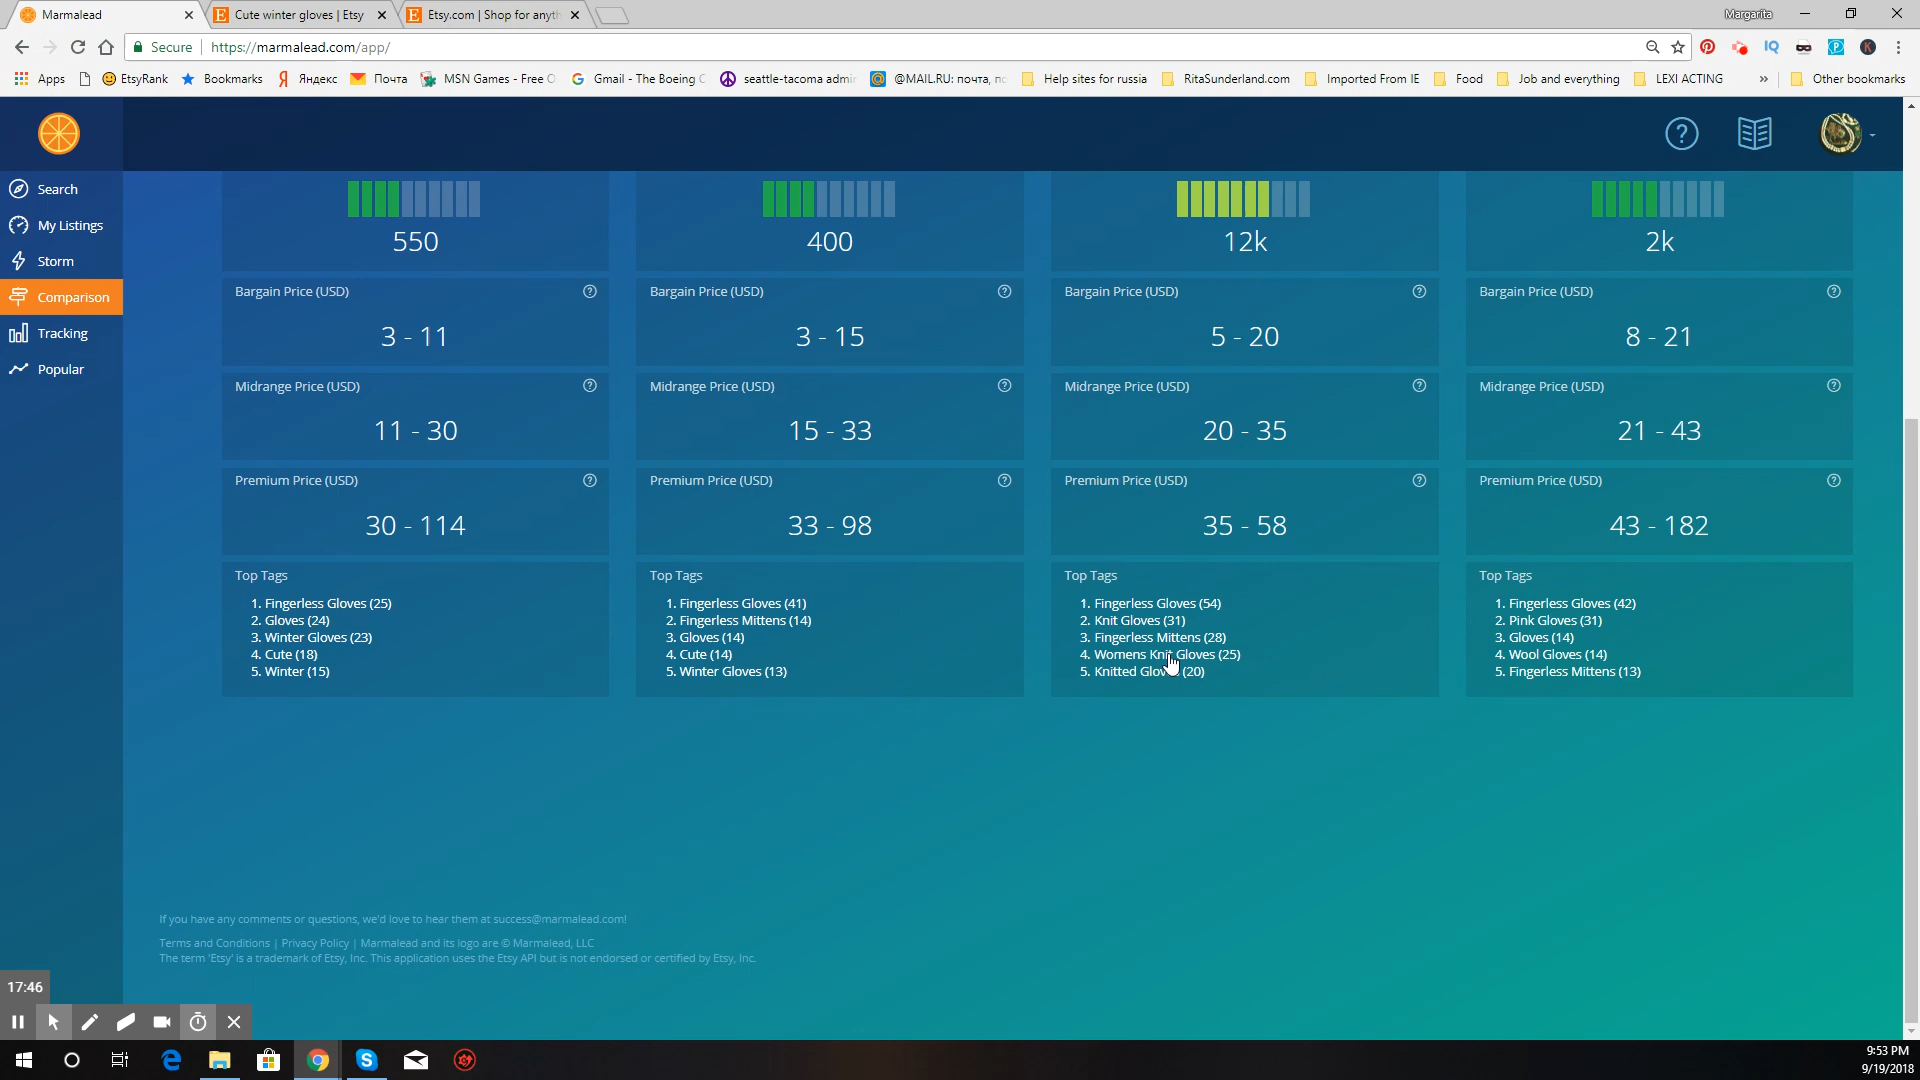 Marmalead
Cute winter gloves | Etsy
Etsy.com | Shop for anyth
Margarita
Secure
https://marmalead.com/app/
Apps
EtsyRank
Bookmarks
Яндекс
Почта
MSN Games - Free O
Gmail - The Boeing C
seattle-tacoma admi
@MAIL.RU: почта, по
Help sites for russia
RitaSunderland.com
Imported From IE
Food
Job and everything
LEXI ACTING
Other bookmarks
Search
My Listings
Storm
Comparison
Tracking
Popular
550
400
12k
2k
Bargain Price (USD)
Bargain Price (USD)
Bargain Price (USD)
Bargain Price (USD)
3 - 11
3 - 15
5 - 20
8 - 21
Midrange Price (USD)
Midrange Price (USD)
Midrange Price (USD)
Midrange Price (USD)
11 - 30
15 - 33
20 - 35
21 - 43
Premium Price (USD)
Premium Price (USD)
Premium Price (USD)
Premium Price (USD)
30 - 114
33 - 98
35 - 58
43 - 182
Top Tags
1. Fingerless Gloves (25)
2. Gloves (24)
3. Winter Gloves (23)
4. Cute (18)
5. Winter (15)
Top Tags
1. Fingerless Gloves (41)
2. Fingerless Mittens (14)
3. Gloves (14)
4. Cute (14)
5. Winter Gloves (13)
Top Tags
1. Fingerless Gloves (54)
2. Knit Gloves (31)
3. Fingerless Mittens (28)
4. Womens Knit Gloves (25)
5. Knitted Gloves (20)
Top Tags
1. Fingerless Gloves (42)
2. Pink Gloves (31)
3. Gloves (14)
4. Wool Gloves (14)
5. Fingerless Mittens (13)
If you have any comments or questions, we'd love to hear them at success@marmalead.com!
Terms and Conditions | Privacy Policy | Marmalead and its logo are © Marmalead, LLC
The term 'Etsy' is a trademark of Etsy, Inc. This application uses the Etsy API but is not endorsed or certified by Etsy, Inc.
17:46
9:53 PM
9/19/2018